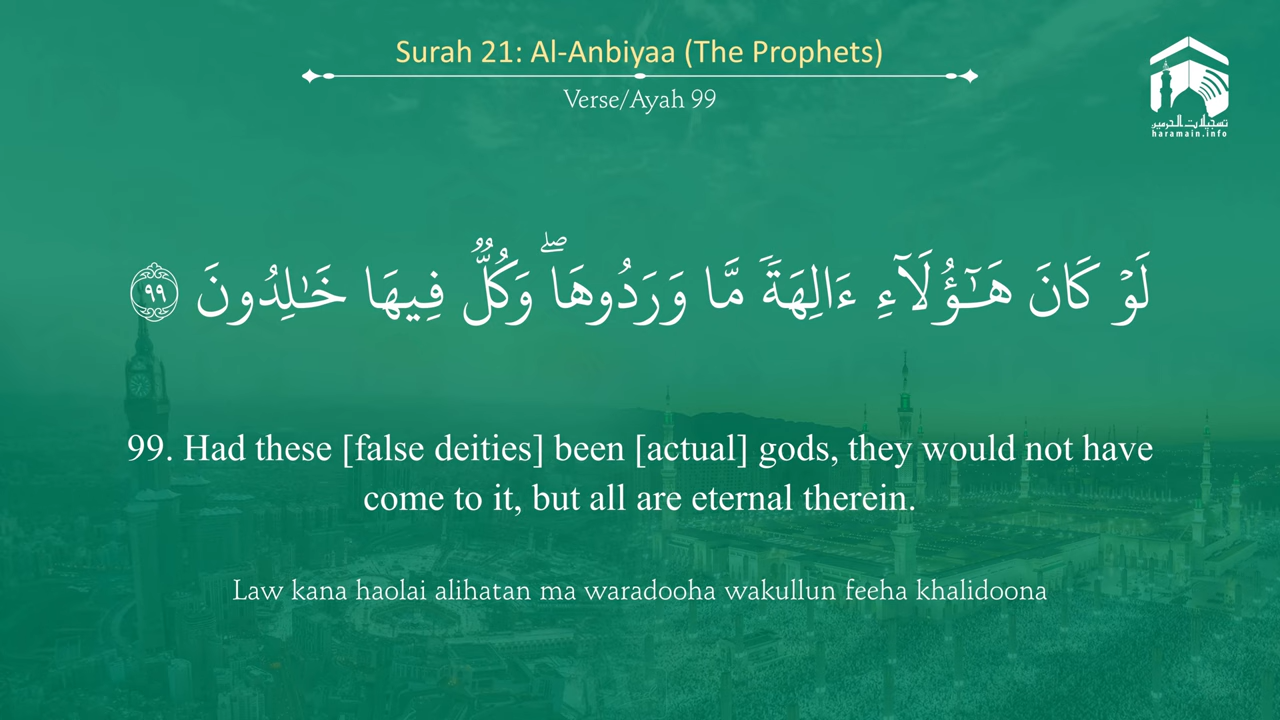 Surah 21: Al-Anbiyaa (The Prophets)
Verse/Ayah 99
تسجيلات الحرمين
haramain.info
لَوْ كَانَ هَـٰٓؤُلَآءِ ءَالِهَةً مَّا وَرَدُوهَا ۖ وَكُلٌّ فِيهَا خَـٰلِدُونَ ٩٩
99. Had these [false deities] been [actual] gods, they would not have
come to it, but all are eternal therein.
Law kana haolai alihatan ma waradooha wakullun feeha khalidoona